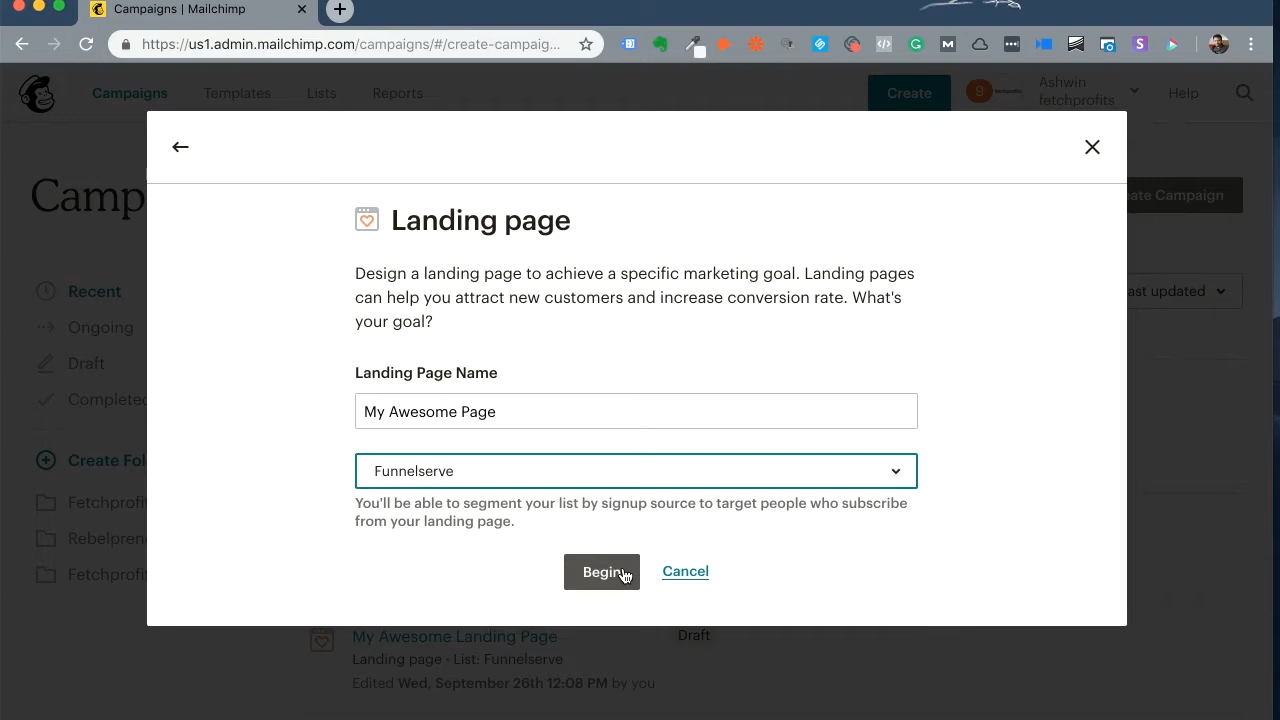 Campaigns | Mailchimp
https://us1.admin.mailchimp.com/campaigns/#/create-campaig...
Campaigns
Templates
Lists
Reports
Create
9
Ashwin
fetchprofits
Help
Camp
ate Campaign
Landing page
Design a landing page to achieve a specific marketing goal. Landing pages
can help you attract new customers and increase conversion rate. What's
your goal?
Recent
ast updated
Ongoing
Draft
Completed
Landing Page Name
My Awesome Page
Create Fol
Funnelserve
Fetchprofit
You'll be able to segment your list by signup source to target people who subscribe
from your landing page.
Rebelpren
Fetchprofit
Begin
Cancel
My Awesome Landing Page
Draft
Landing page · List: Funnelserve
Edited Wed, September 26th 12:08 PM by you